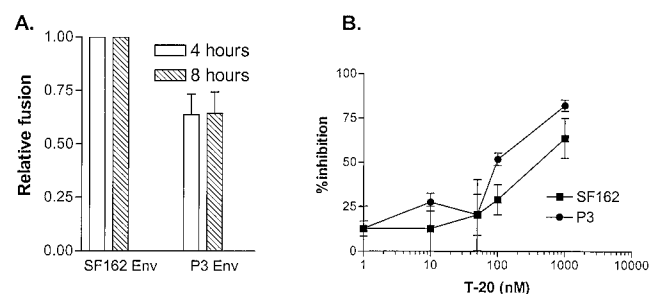 A.
Relative fusion
1.00
0.75
0.50
0.25
0.00
4 hours
8 hours
SF162 Env
P3 Env
B.
%inhibition
100
75
50
25
0
SF162
P3
1
10
100
1000
10000
T-20 (nM)